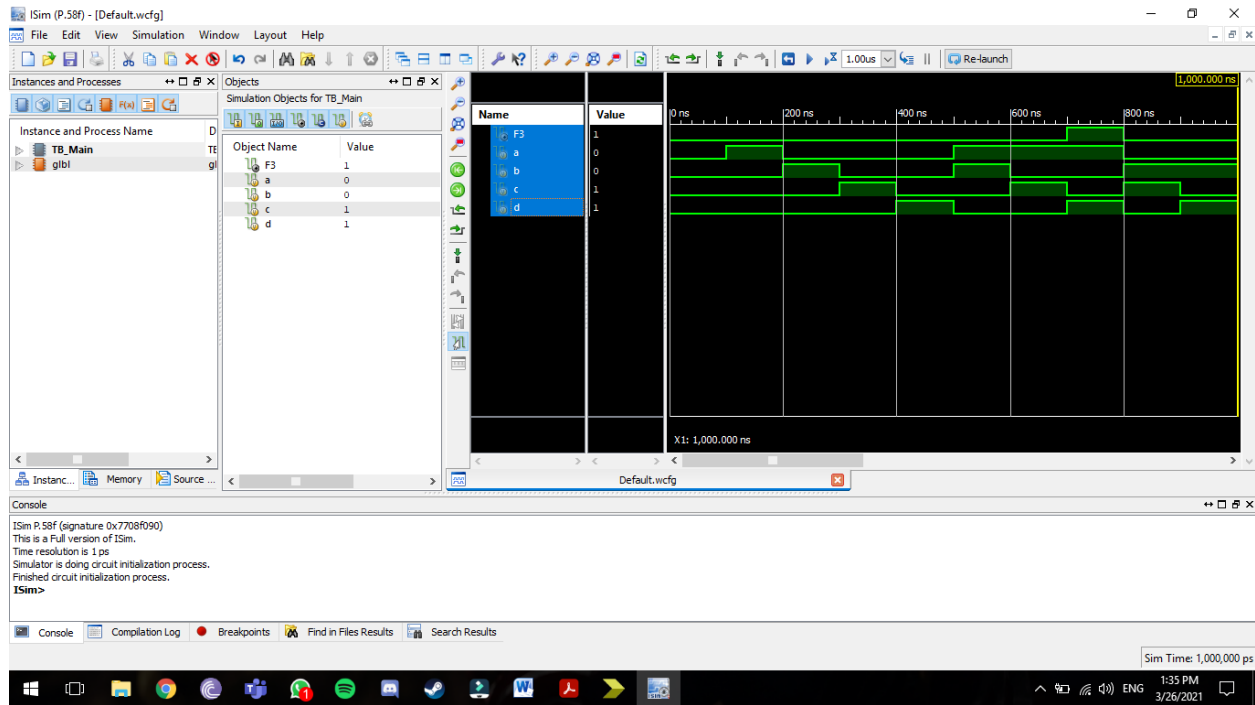 ISim (P.58f) - [Default.wcfg]
File Edit View Simulation Window Layout Help
1.00us
Re-launch
Instances and Processes
F(x)
Instance and Process Name D
TB_Main TE
glbl gl
Instanc... Memory Source ...
Objects
Simulation Objects for TB_Main
Object Name Value
F3 1
a 0
b 0
c 1
d 1
Name Value
F3 1
a 0
b 0
c 1
d 1
1,000.000 ns
0 ns 200 ns 400 ns 600 ns 800 ns
X1: 1,000.000 ns
Default.wcfg
Console
ISim P.58f (signature 0x7708f090)
This is a Full version of ISim.
Time resolution is 1 ps
Simulator is doing circuit initialization process.
Finished circuit initialization process.
ISim>
Console Compilation Log Breakpoints Find in Files Results Search Results
Sim Time: 1,000,000 ps
ENG
1:35 PM
3/26/2021